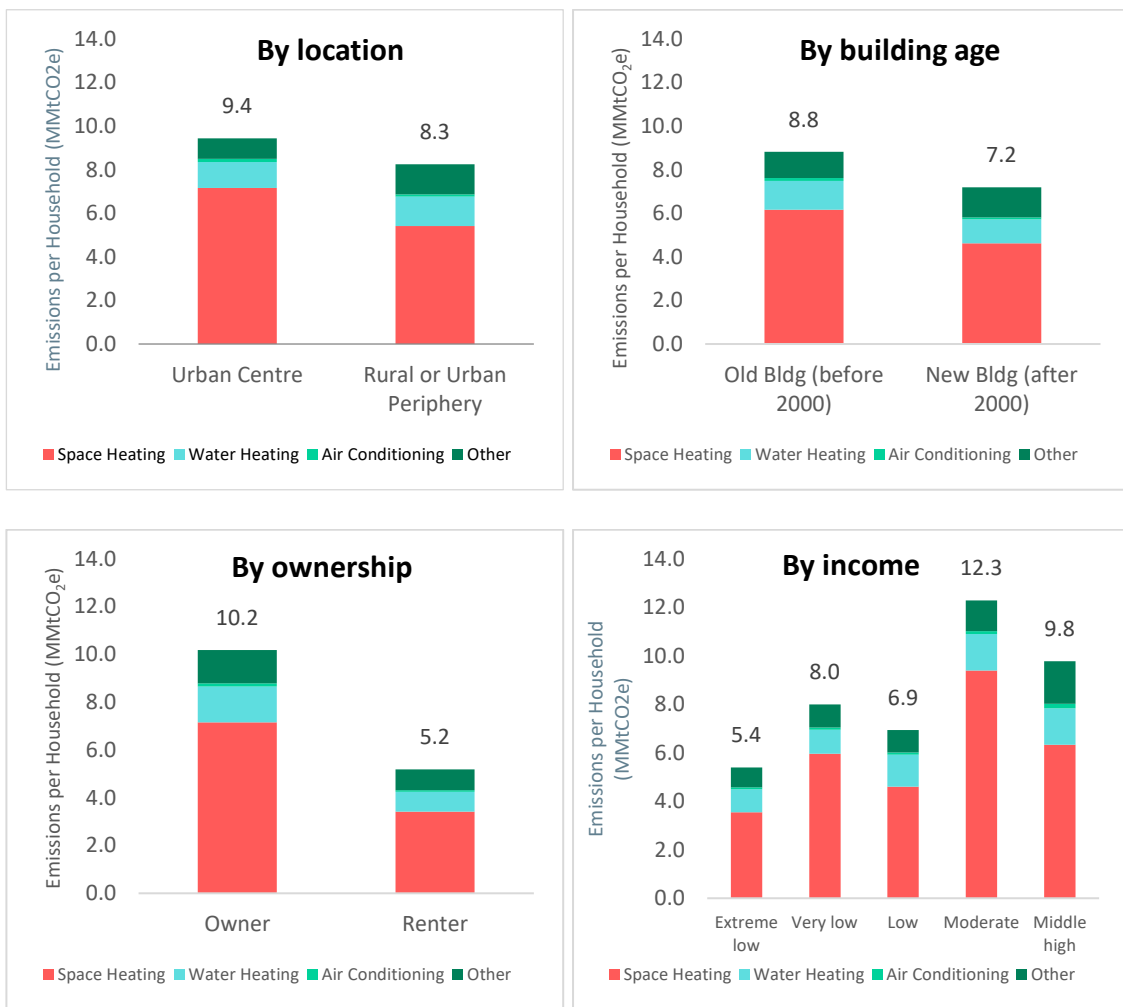 By location
Emissions per Household (MMtCO2e)
14.0
12.0
10.0
8.0
6.0
4.0
2.0
0.0
9.4
8.3
Urban Centre
Rural or Urban
Periphery
Space Heating Water Heating Air Conditioning Other
By building age
Emissions per Household (MMtCO₂e)
14.0
12.0
10.0
8.0
6.0
4.0
2.0
0.0
8.8
7.2
Old Bldg (before
2000)
New Bldg (after
2000)
Space Heating Water Heating Air Conditioning Other
By ownership
Emissions per Household (MMtCO₂e)
14.0
12.0
10.0
8.0
6.0
4.0
2.0
0.0
10.2
5.2
Owner
Renter
Space Heating Water Heating Air Conditioning Other
By income
Emissions per Household
(MMtCO2e)
14.0
12.0
10.0
8.0
6.0
4.0
2.0
0.0
5.4
8.0
6.9
12.3
9.8
Extreme
low
Very low
Low
Moderate
Middle
high
Space Heating Water Heating Air Conditioning Other